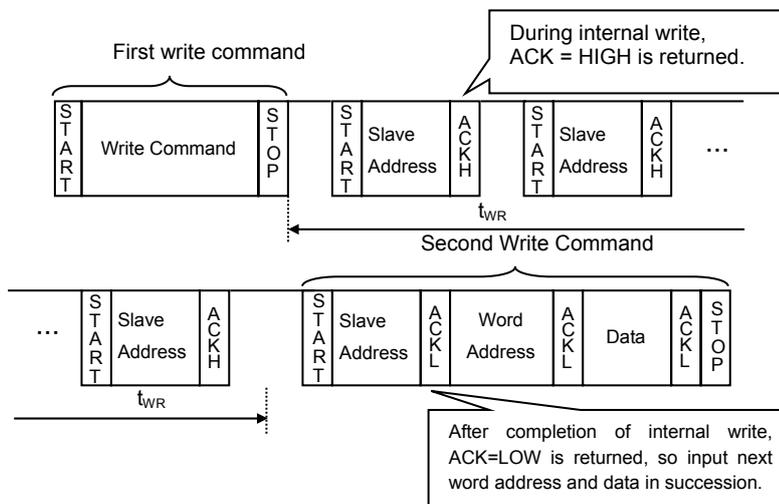 During internal write,
ACK = HIGH is returned.
First write command
START
Write Command
STOP
START
Slave
Address
ACKH
START
Slave
Address
ACKH
…
tWR
Second Write Command
…
START
Slave
Address
ACKH
START
Slave
Address
ACKL
Word
Address
ACKL
Data
ACKL
STOP
tWR
After completion of internal write,
ACK=LOW is returned, so input next
word address and data in succession.